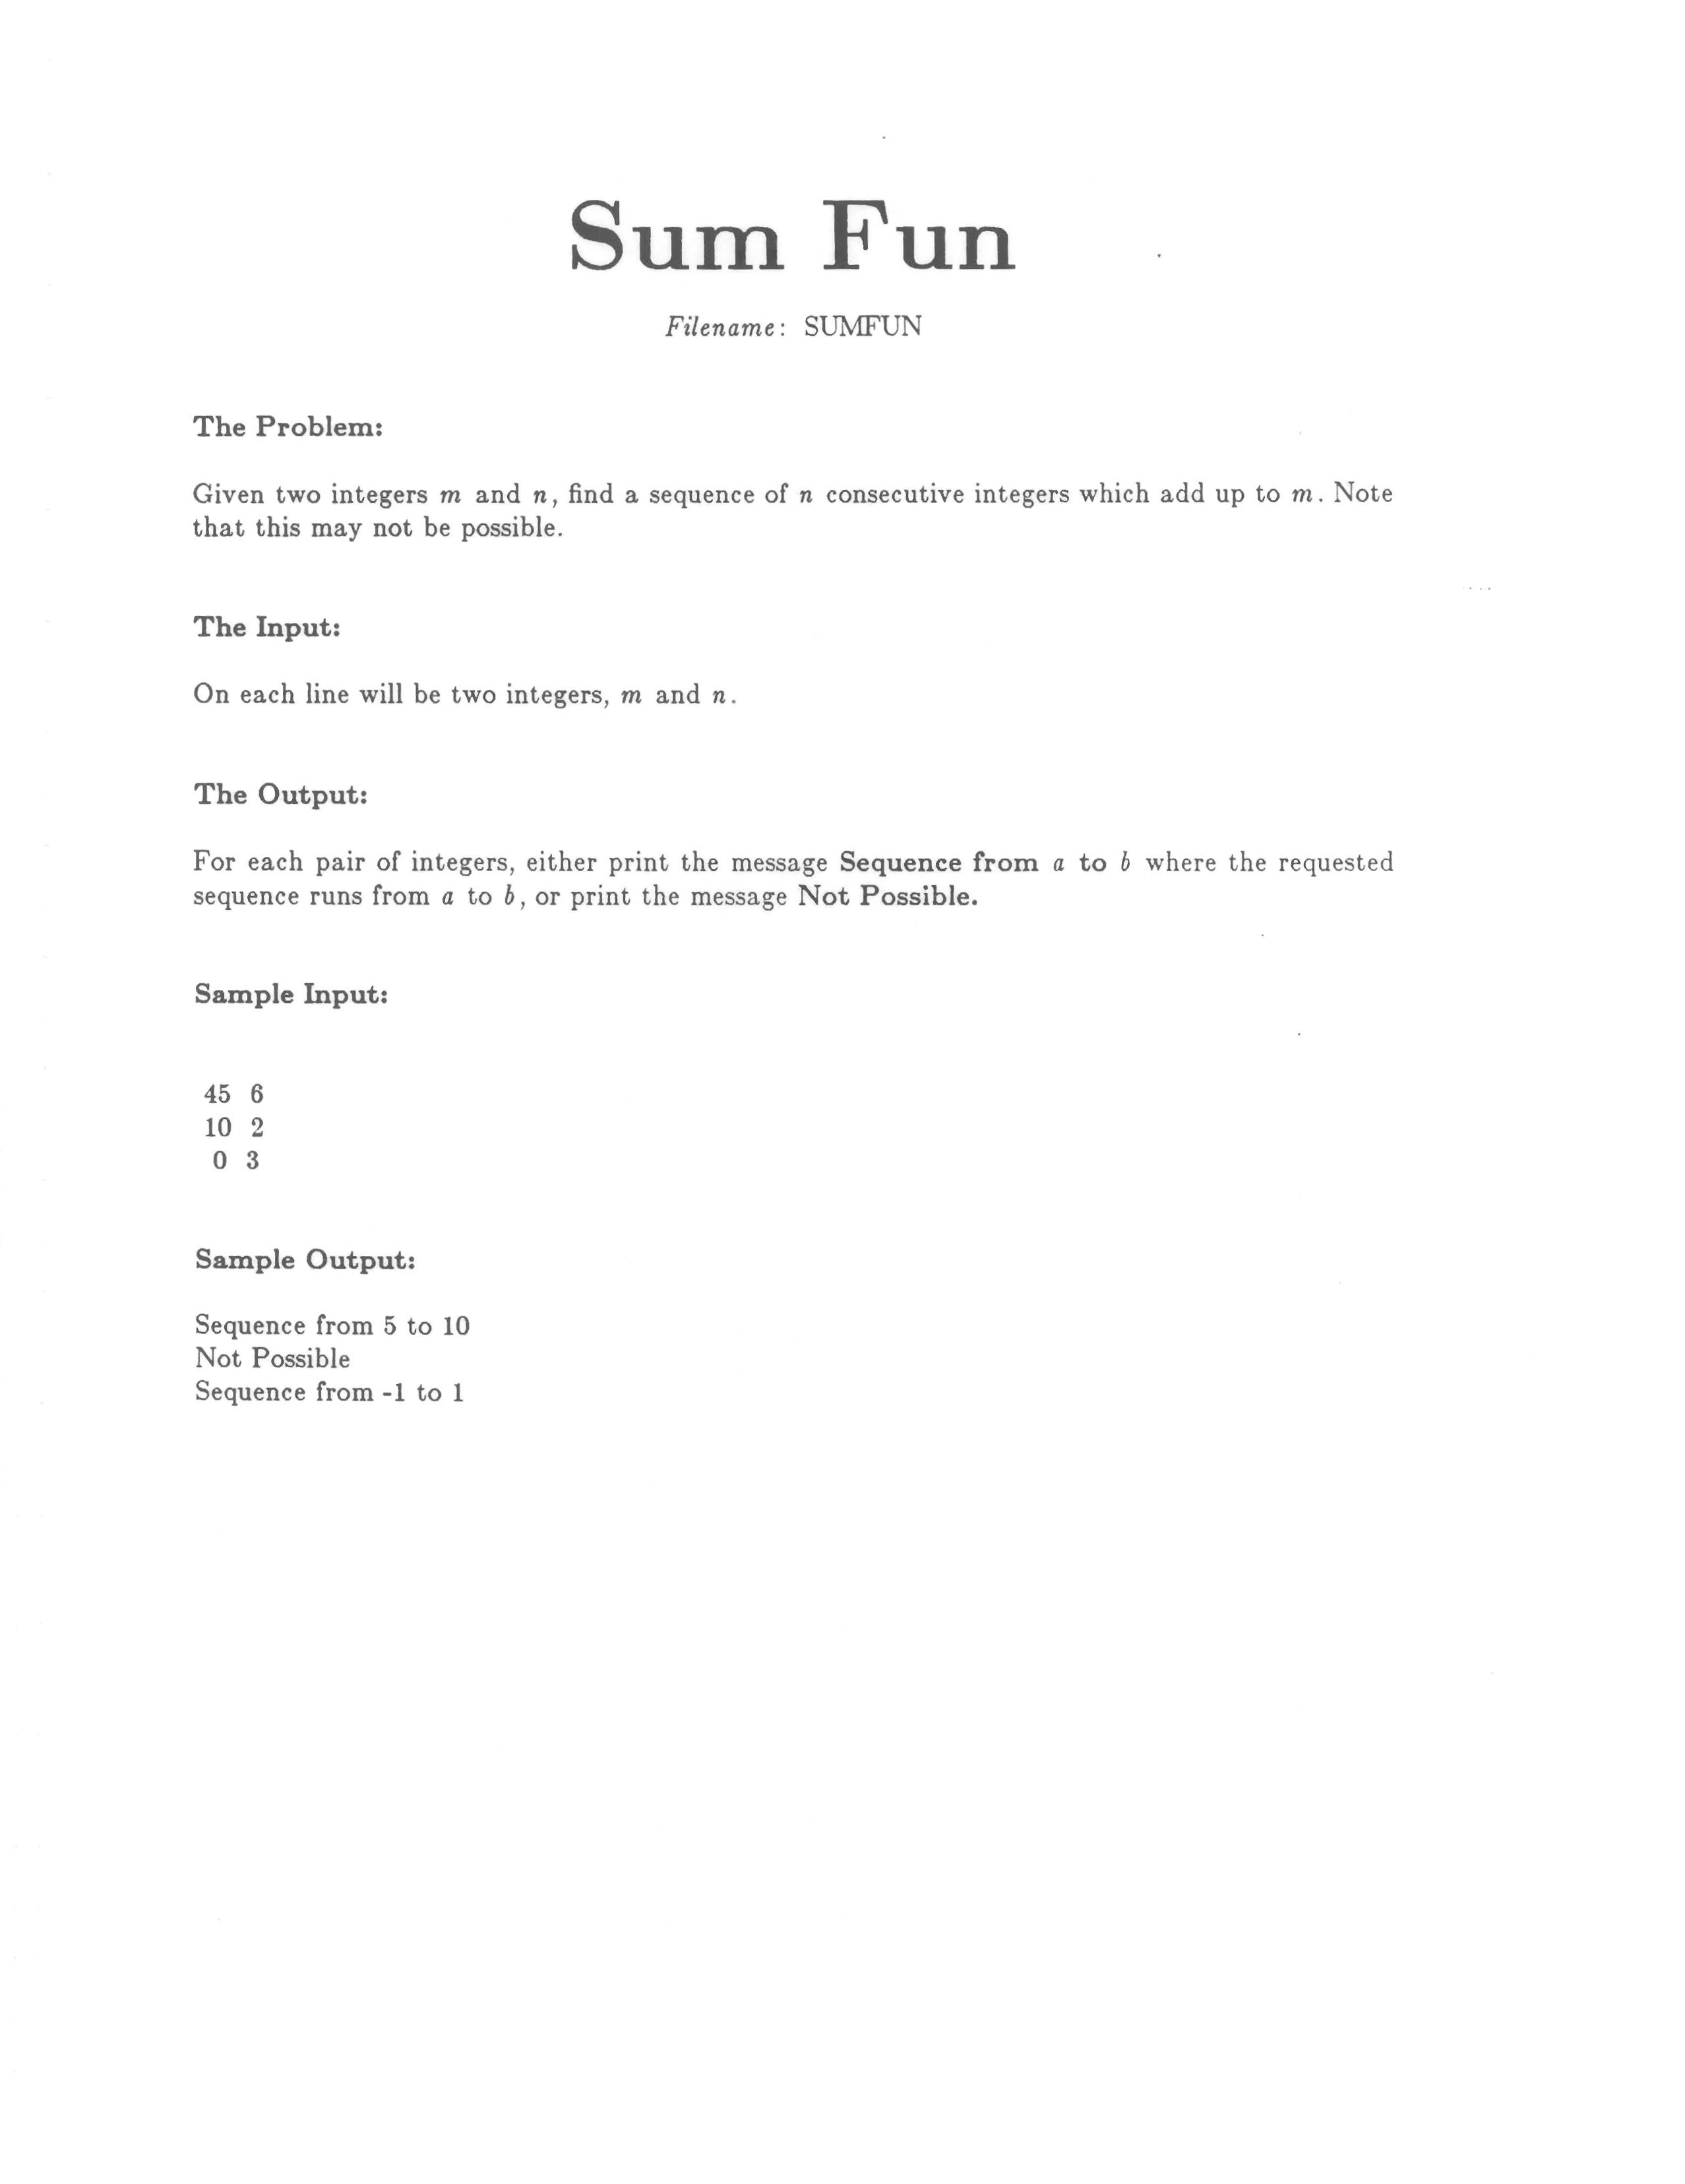 Sum Fun
Filename: SUMFUN
The Problem:
Given two integers m and n, find a sequence of n consecutive integers which add up to m. Note
that this may not be possible.
The Input:
On each line will be two integers, m and n.
The Output:
For each pair of integers, either print the message Sequence from a to b where the requested
sequence runs from a to b, or print the message Not Possible.
Sample Input:
45 6
10 2
0 3
Sample Output:
Sequence from 5 to 10
Not Possible
Sequence from -1 to 1